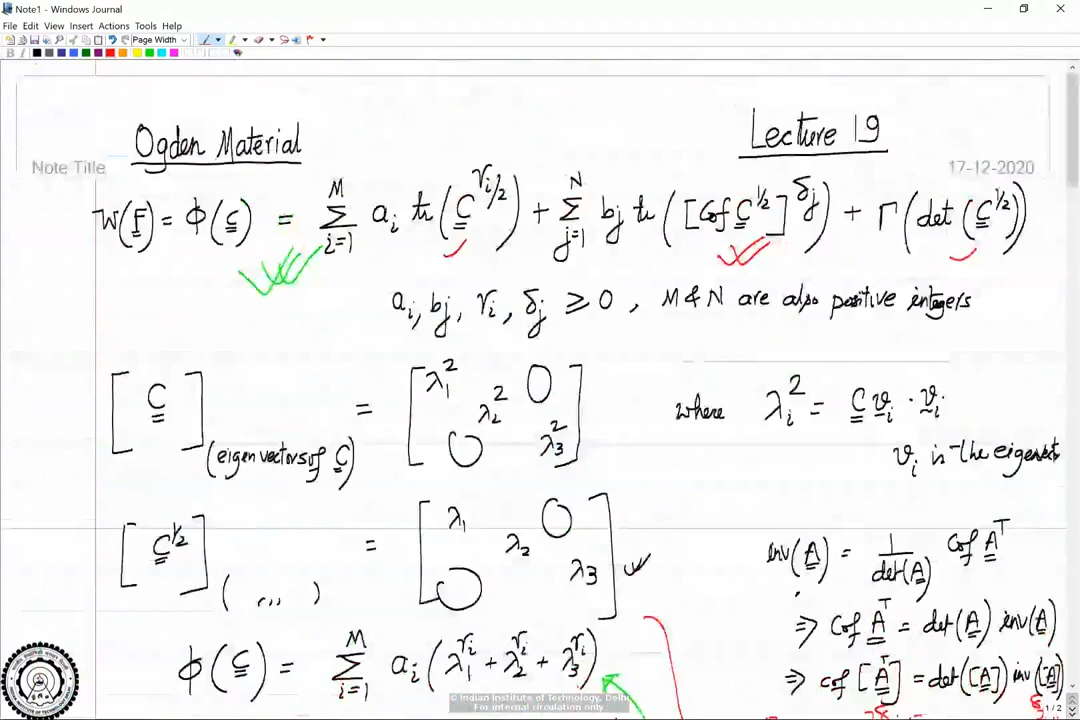 Note1 - Windows Journal
File Edit View Insert Actions Tools Help
Page Width
B I
Ogden Material
Lecture 19
Note Title
17-12-2020
W(F) = Φ(C) = Σ_{i=1}^{M} a_i tr(C^{γ_i/2}) + Σ_{j=1}^{N} b_j tr([Cof C^{1/2}]^{δ_j}) + Γ(det(C^{1/2}))
a_i, b_j, γ_i, δ_j ≥ 0, M & N are also positive integers
[C] (eigenvectors of C) = [λ_1^2 λ_2^2 λ_3^2 0 0] where λ_i^2 = C v_i · v_i
v_i is the eigenvect
[C^{1/2}] ( ,,, ) = [λ_1 λ_2 λ_3 0 0]
inv(A) = 1/det(A) Cof A^T
⇒ Cof A^T = det(A) inv(A)
ϕ(C) = Σ_{i=1}^{M} a_i (λ_1^{γ_i} + λ_2^{γ_i} + λ_3^{γ_i})
⇒ cof [A^T] = det([A]) inv([A])
© Indian Institute of Technology, Delhi
For internal circulation only
1 / 2